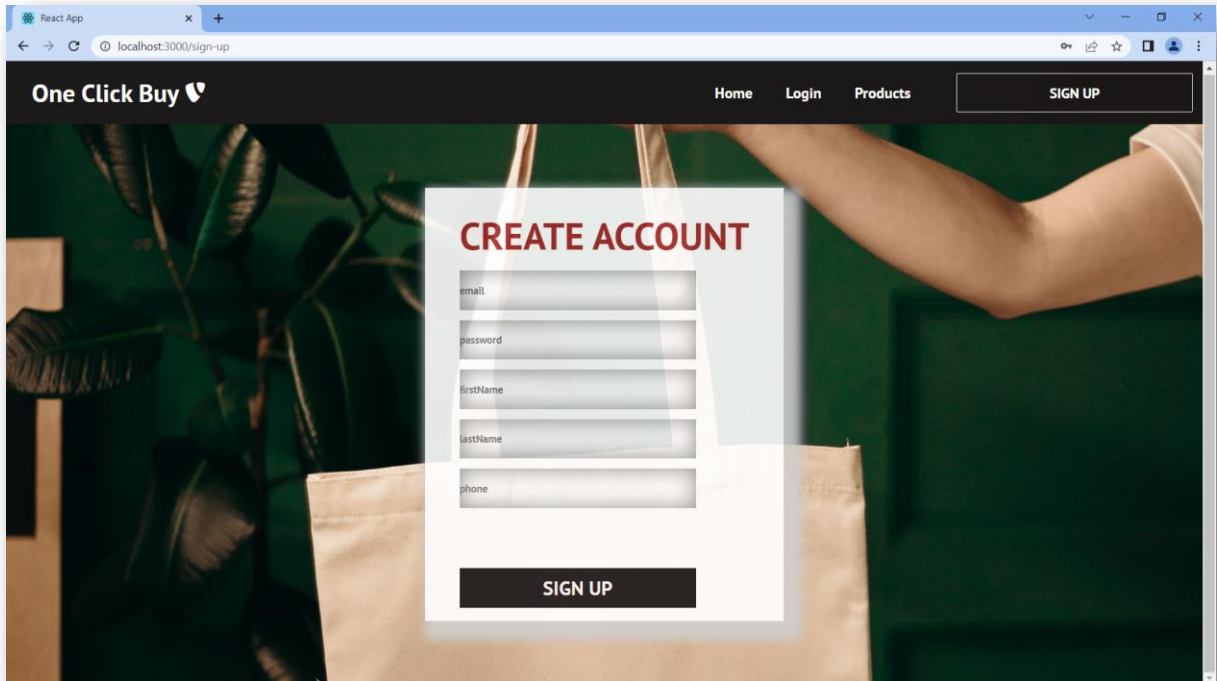 React App
localhost:3000/sign-up
One Click Buy
Home Login Products SIGN UP
CREATE ACCOUNT
email
password
firstName
lastName
phone
SIGN UP